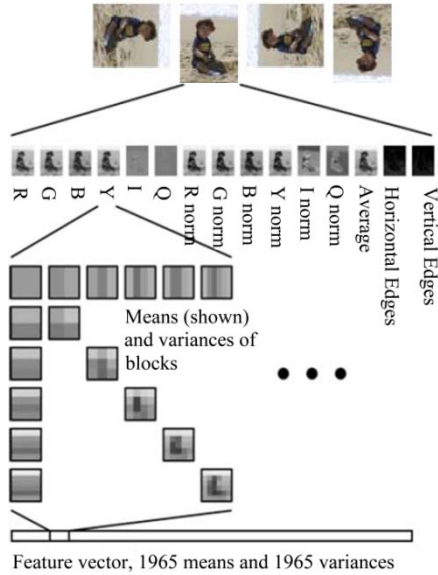 R
G
B
Y
I
Q
R norm
G norm
B norm
Y norm
I norm
Q norm
Average
Horizontal Edges
Vertical Edges
Means (shown)
and variances of
blocks
Feature vector, 1965 means and 1965 variances